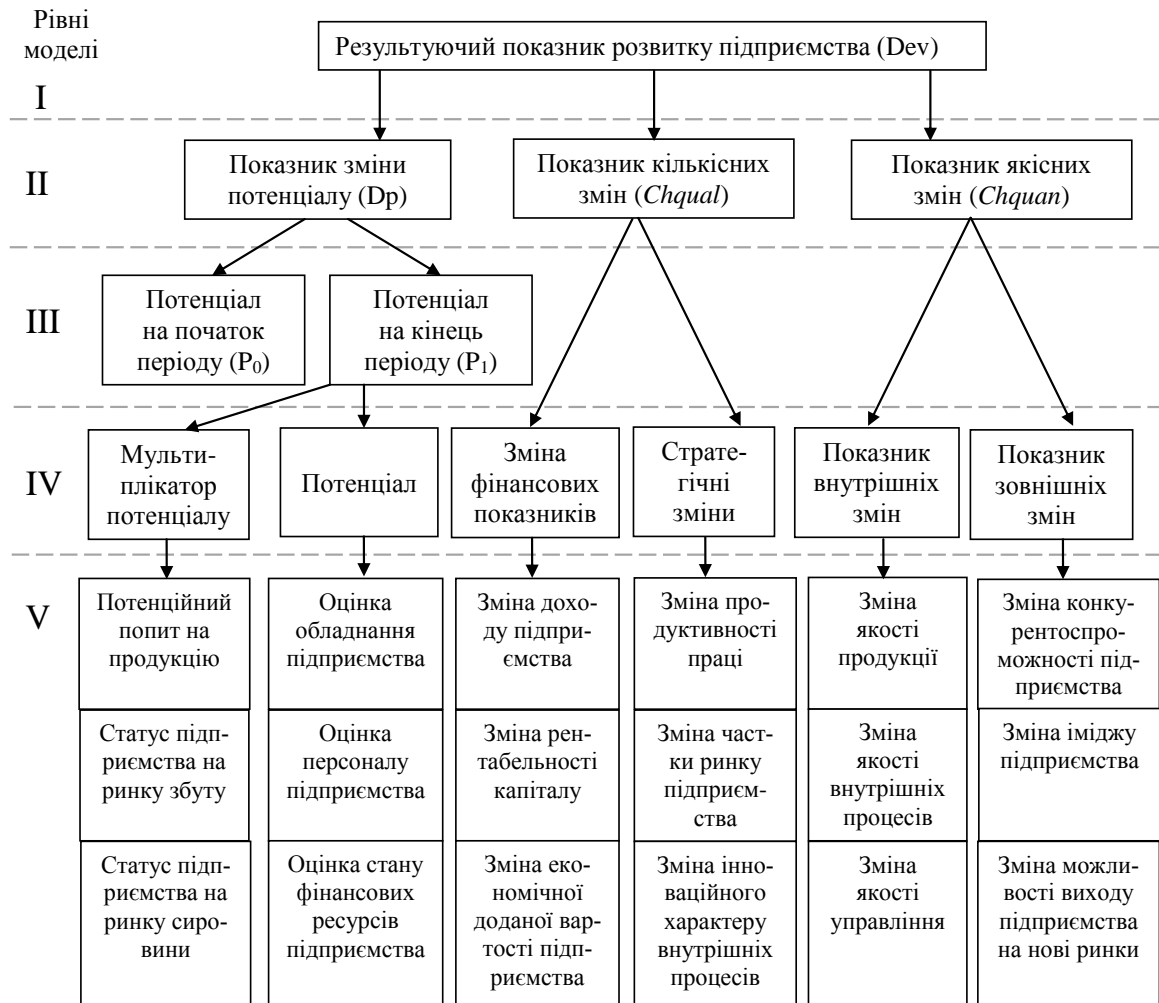 Рівні
моделі
Результуючий показник розвитку підприємства (Dev)
I
II
Показник зміни
потенціалу (Dp)
Показник кількісних
змін (Chqual)
Показник якісних
змін (Chquan)
III
Потенціал
на початок
періоду (P₀)
Потенціал
на кінець
періоду (P₁)
IV
Мульти-
плікатор
потенціалу
Потенціал
Зміна
фінансових
показників
Страте-
гічні
зміни
Показник
внутрішніх
змін
Показник
зовнішніх
змін
V
Потенційний
попит на
продукцію
Оцінка
обладнання
підприємства
Зміна дохо-
ду підпри-
ємства
Зміна про-
дуктивності
праці
Зміна
якості
продукції
Зміна конку-
рентоспро-
можності під-
приємства
Статус підп-
риємства на
ринку збуту
Оцінка
персоналу
підприємства
Зміна рен-
табельності
капіталу
Зміна част-
ки ринку
підприєм-
ства
Зміна
якості
внутрішніх
процесів
Зміна іміджу
підприємства
Статус підп-
риємства на
ринку сиро-
вини
Оцінка стану
фінансових
ресурсів
підприємства
Зміна еко-
номічної
доданої вар-
тості підп-
риємства
Зміна інно-
ваційного
характеру
внутрішніх
процесів
Зміна
якості
управління
Зміна можли-
вості виходу
підприємства
на нові ринки